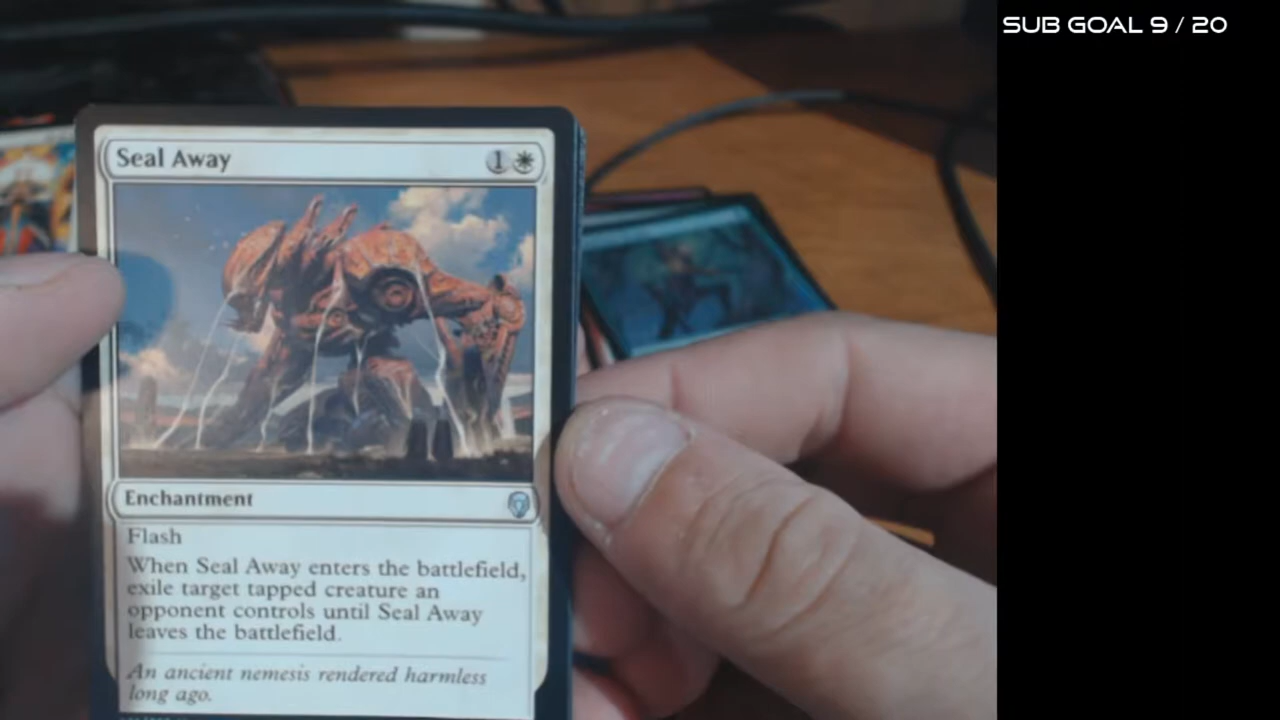 SUB GOAL 9 / 20
Seal Away 1
Enchantment
Flash
When Seal Away enters the battlefield,
exile target tapped creature an
opponent controls until Seal Away
leaves the battlefield.
An ancient nemesis rendered harmless
long ago.